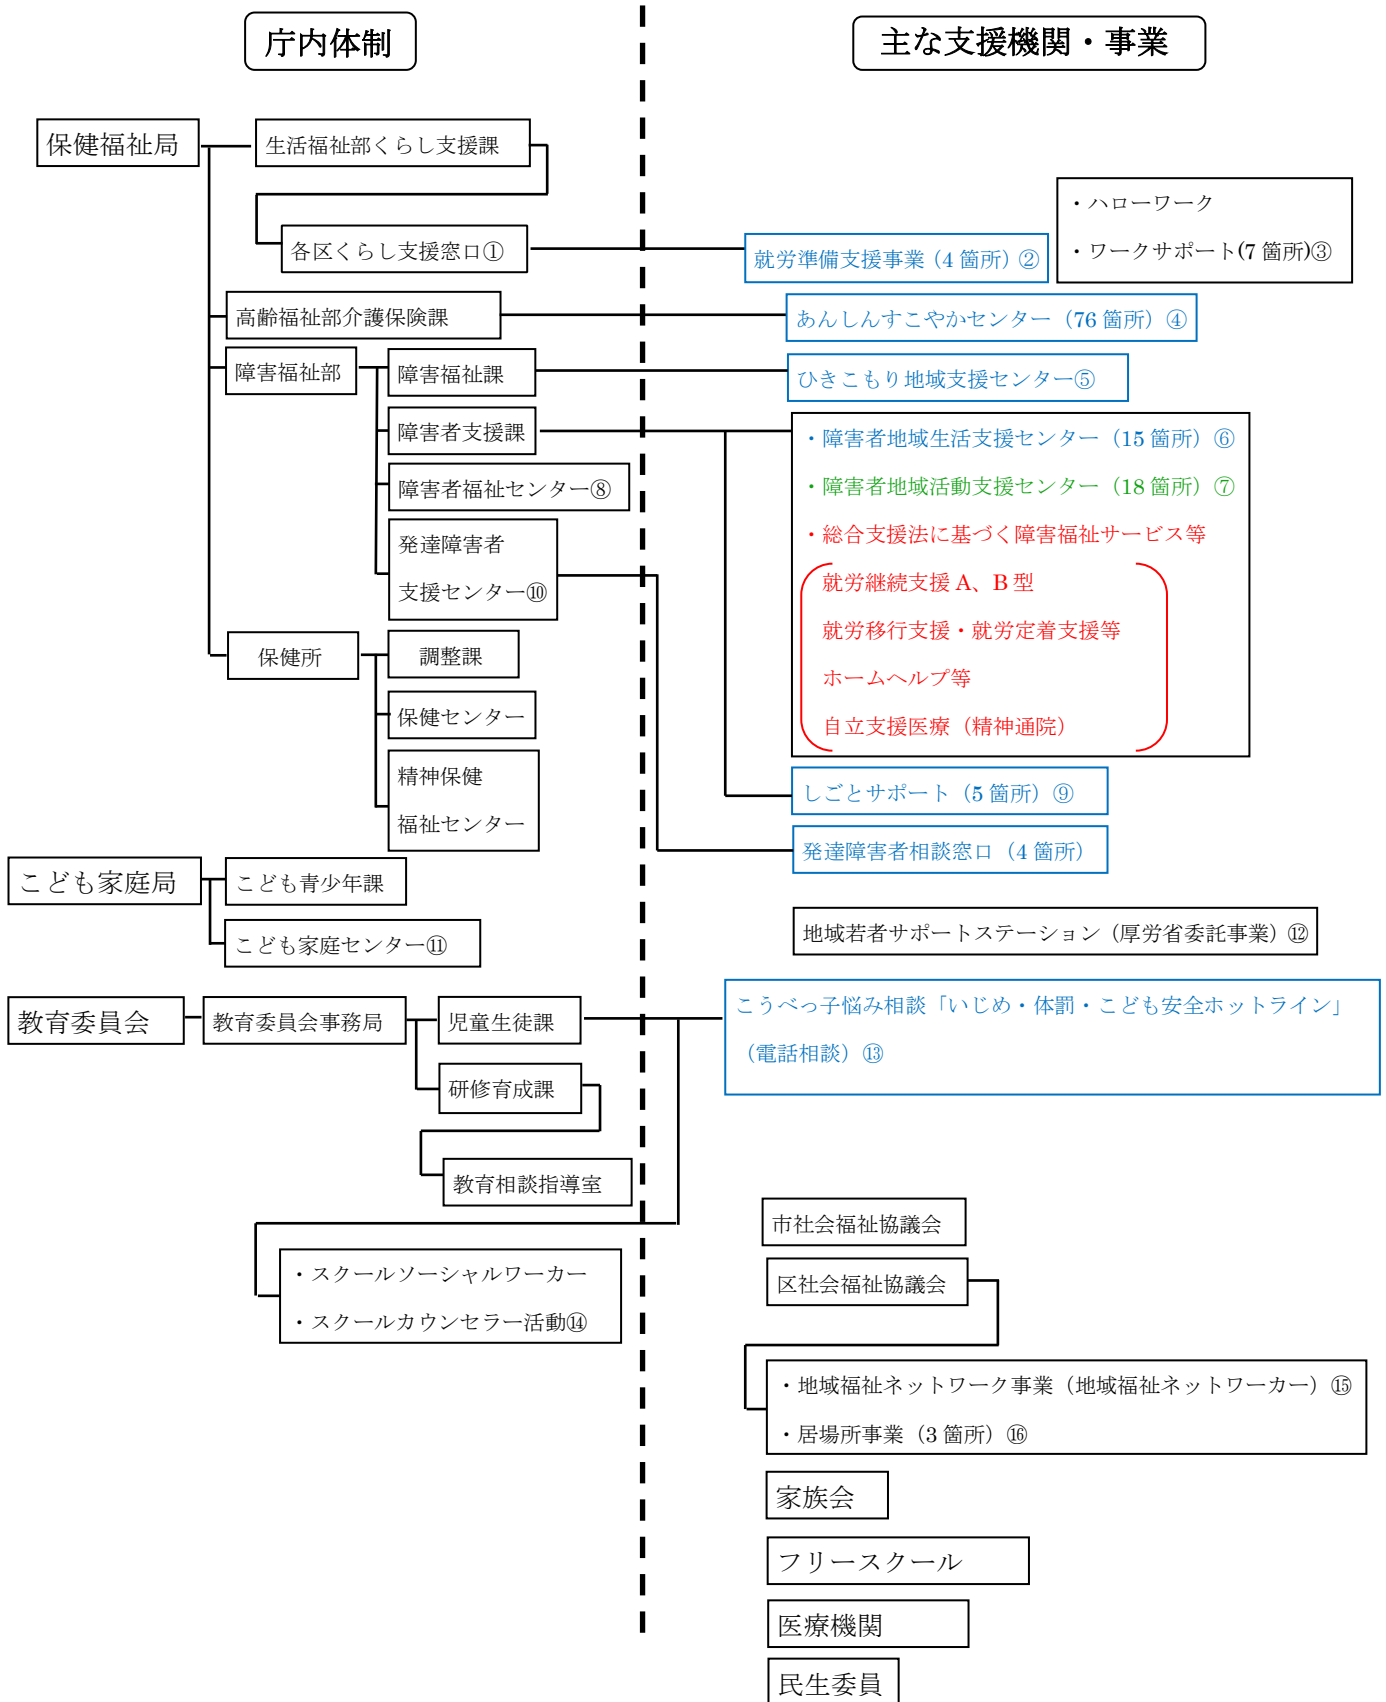 庁内体制
主な支援機関・事業
保健福祉局
生活福祉部くらし支援課
各区くらし支援窓口①
就労準備支援事業（4 箇所）②
・ハローワーク
・ワークサポート(7 箇所)③
高齢福祉部介護保険課
あんしんすこやかセンター（76 箇所）④
障害福祉部
障害福祉課
ひきこもり地域支援センター⑤
障害者支援課
・障害者地域生活支援センター（15 箇所）⑥
・障害者地域活動支援センター（18 箇所）⑦
・総合支援法に基づく障害福祉サービス等
就労継続支援 A、B 型
就労移行支援・就労定着支援等
ホームヘルプ等
自立支援医療（精神通院）
障害者福祉センター⑧
発達障害者
支援センター⑩
保健所
調整課
保健センター
精神保健
福祉センター
しごとサポート（5 箇所）⑨
発達障害者相談窓口（4 箇所）
こども家庭局
こども青少年課
こども家庭センター⑪
地域若者サポートステーション（厚労省委託事業）⑫
教育委員会
教育委員会事務局
児童生徒課
こうべっ子悩み相談「いじめ・体罰・こども安全ホットライン」
（電話相談）⑬
研修育成課
教育相談指導室
・スクールソーシャルワーカー
・スクールカウンセラー活動⑭
市社会福祉協議会
区社会福祉協議会
・地域福祉ネットワーク事業（地域福祉ネットワーカー）⑮
・居場所事業（3 箇所）⑯
家族会
フリースクール
医療機関
民生委員